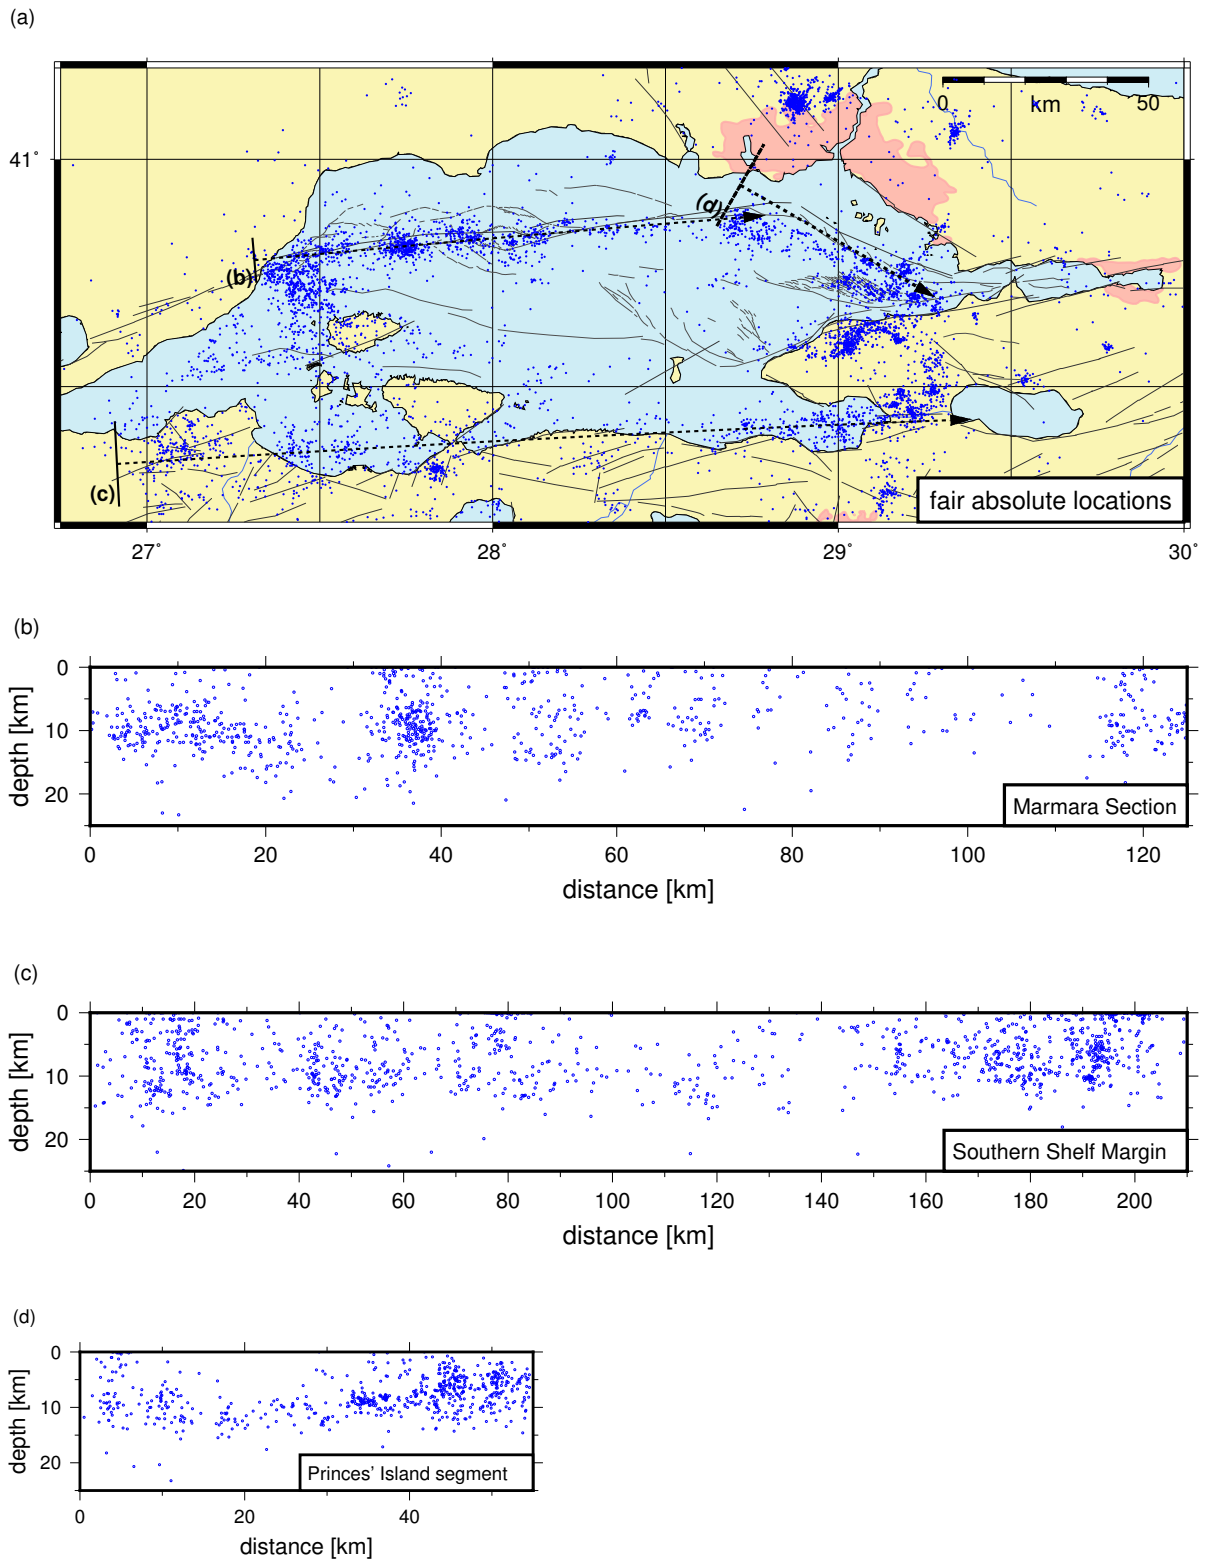 (a)
0 km 50
41°
(d)
(b)
(c)
fair absolute locations
27° 28° 29° 30°
(b)
0
10
20
depth [km]
Marmara Section
0 20 40 60 80 100 120
distance [km]
(c)
0
10
20
depth [km]
Southern Shelf Margin
0 20 40 60 80 100 120 140 160 180 200
distance [km]
(d)
0
10
20
depth [km]
Princes' Island segment
0 20 40
distance [km]